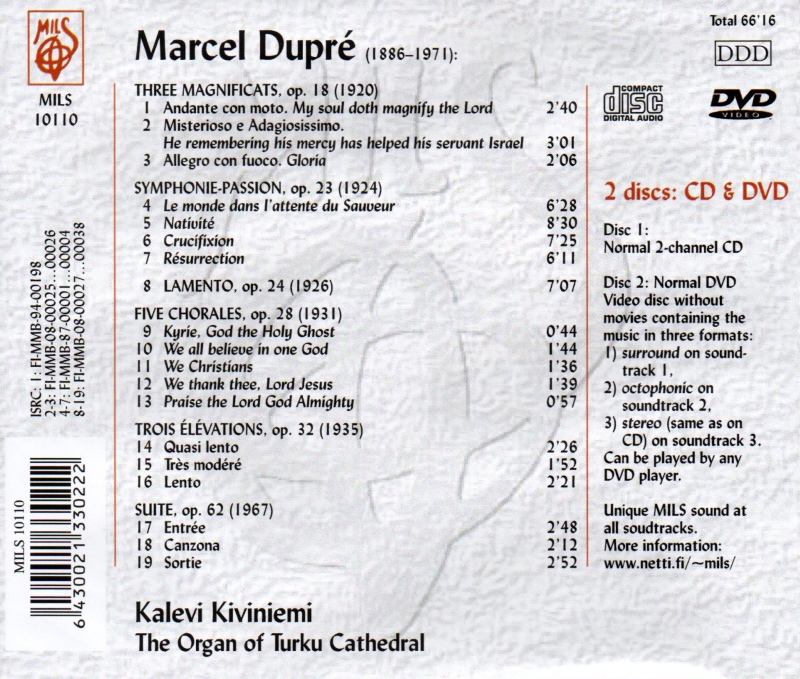 MILS
MILS
10110
Marcel Dupré (1886–1971):
Total 66'16
DDD
COMPACT
disc
DIGITAL AUDIO
DVD
VIDEO
THREE MAGNIFICATS, op. 18 (1920)
1 Andante con moto. My soul doth magnify the Lord 2'40
2 Misterioso e Adagiosissimo.
He remembering his mercy has helped his servant Israel 3'01
3 Allegro con fuoco. Gloria 2'06
SYMPHONIE-PASSION, op. 23 (1924)
4 Le monde dans l'attente du Sauveur 6'28
5 Nativité 8'30
6 Crucifixion 7'25
7 Résurrection 6'11
8 LAMENTO, op. 24 (1926) 7'07
FIVE CHORALES, op. 28 (1931)
9 Kyrie, God the Holy Ghost 0'44
10 We all believe in one God 1'44
11 We Christians 1'36
12 We thank thee, Lord Jesus 1'39
13 Praise the Lord God Almighty 0'57
TROIS ÉLÉVATIONS, op. 32 (1935)
14 Quasi lento 2'26
15 Très modéré 1'52
16 Lento 2'21
SUITE, op. 62 (1967)
17 Entrée 2'48
18 Canzona 2'12
19 Sortie 2'52
Kalevi Kiviniemi
The Organ of Turku Cathedral
2 discs: CD & DVD
Disc 1:
Normal 2-channel CD
Disc 2: Normal DVD
Video disc without
movies containing the
music in three formats:
1) surround on sound-
track 1,
2) octophonic on
soundtrack 2,
3) stereo (same as on
CD) on soundtrack 3.
Can be played by any
DVD player.
Unique MILS sound at
all soudtracks.
More information:
www.netti.fi/~mils/
ISRC: 1: FI-MMB-94-00198
2-3: FI-MMB-08-00025...00026
4-7: FI-MMB-87-00001...00004
8-19: FI-MMB-08-00027...00038
MILS 10110
6 430021 330222